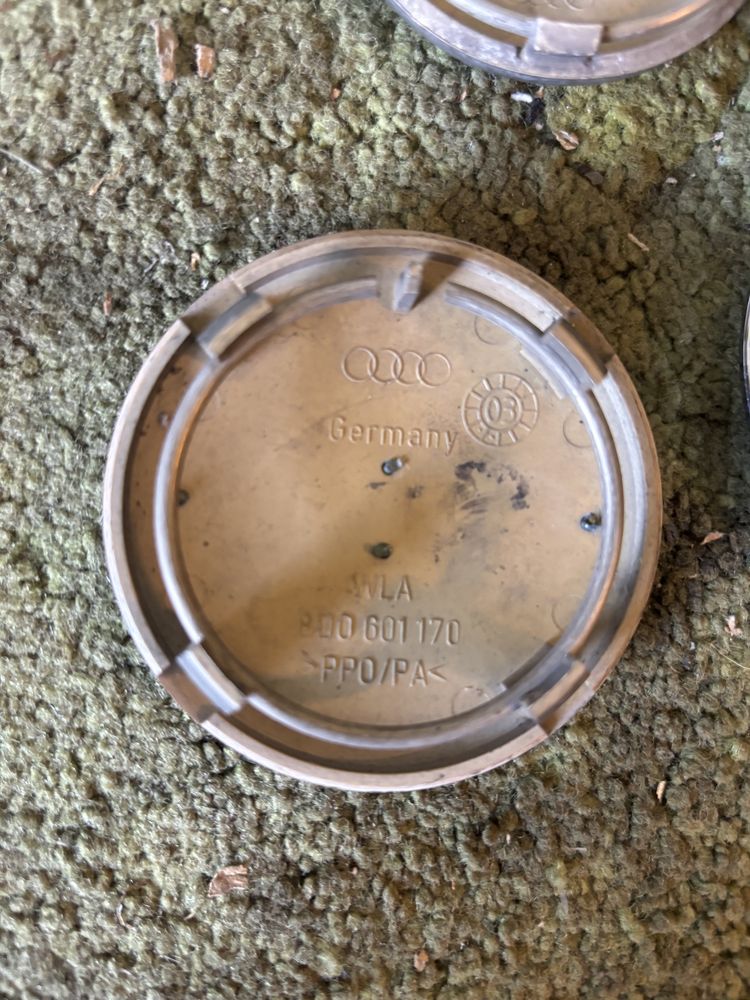 Germany
03
WLA
8D0 601 170
>PPO/PA<